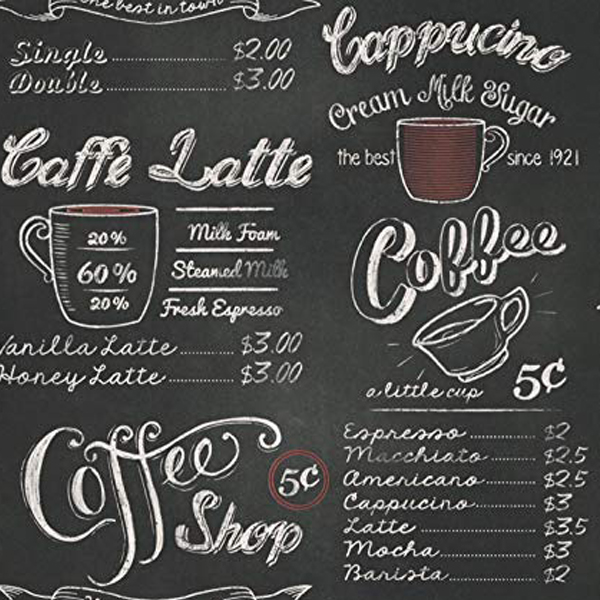 the best in town
Single $2.00
Double $3.00
Caffé Latte
20%
60%
20%
Milk Foam
Steamed Milk
Fresh Espresso
Vanilla Latte $3.00
Honey Latte $3.00
Coffee
Shop
5¢
Cappucino
Cream Milk Sugar
the best since 1921
Coffee
a little cup 5¢
Espresso $2
Macchiato $2.5
Americano $2.5
Cappucino $3
Latte $3.5
Mocha $3
Barista $2